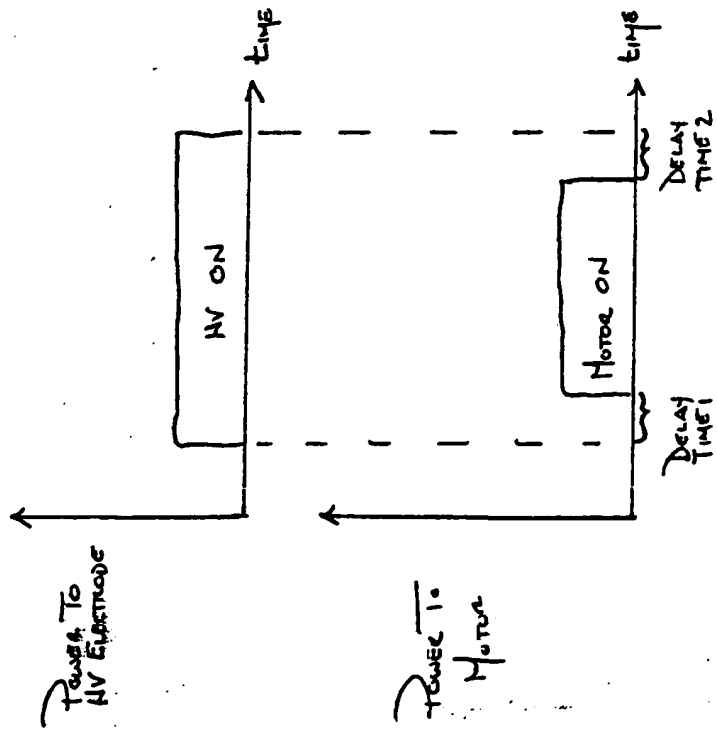 POWER TO
HV ELECTRODE
HV ON
TIME
POWER TO
MOTOR
MOTOR ON
TIME
DELAY
TIME 1
DELAY
TIME 2